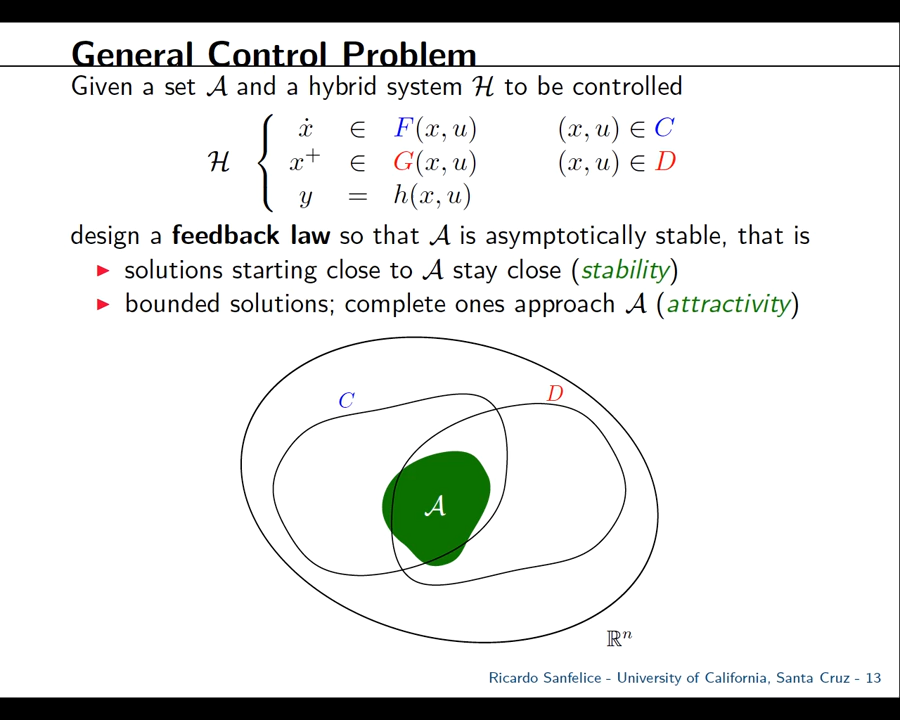 General Control Problem
Given a set 𝒜 and a hybrid system ℋ to be controlled
ẋ ∈ F(x, u) (x, u) ∈ C
ℋ { x⁺ ∈ G(x, u) (x, u) ∈ D
y = h(x, u)
design a feedback law so that 𝒜 is asymptotically stable, that is
▶ solutions starting close to 𝒜 stay close (stability)
▶ bounded solutions; complete ones approach 𝒜 (attractivity)
C
D
𝒜
ℝⁿ
Ricardo Sanfelice - University of California, Santa Cruz - 13